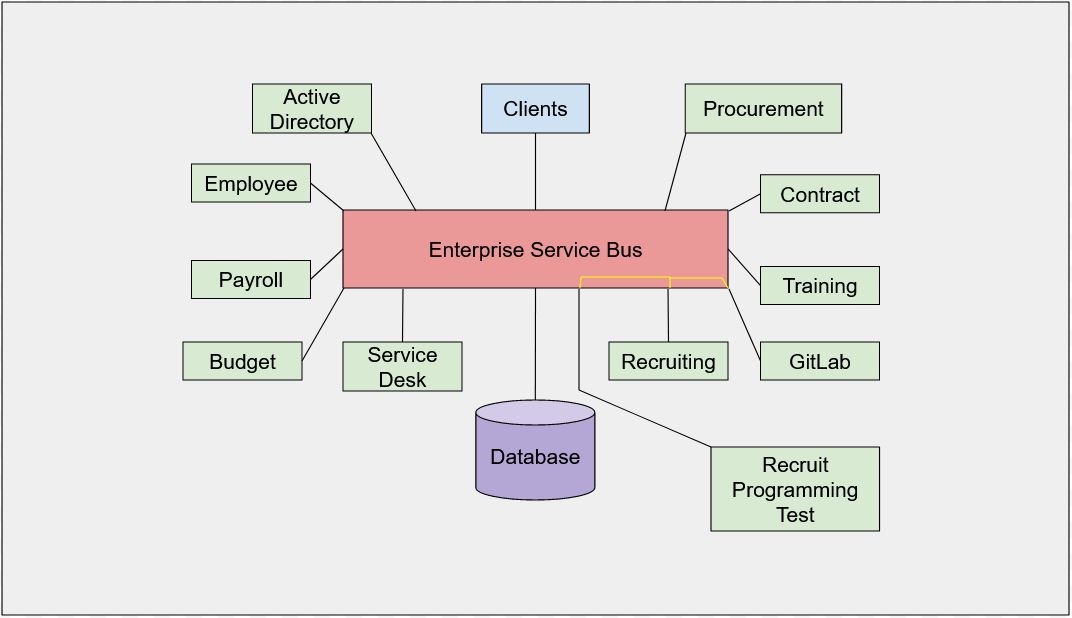 Active
Directory
Clients
Procurement
Employee
Contract
Enterprise Service Bus
Payroll
Training
Budget
Service
Desk
Recruiting
GitLab
Database
Recruit
Programming
Test